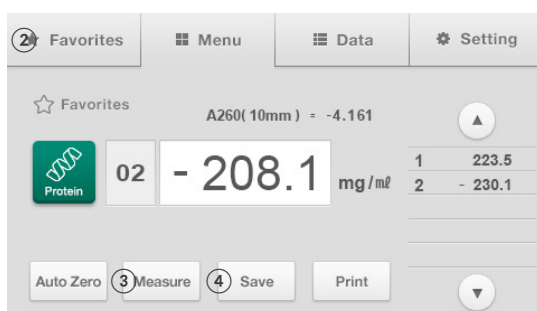 ② Favorites Menu Data Setting
Favorites
A260( 10mm ) = -4.161
Protein 02 - 208.1 mg/㎖
1 223.5
2 - 230.1
Auto Zero ③ Measure ④ Save Print